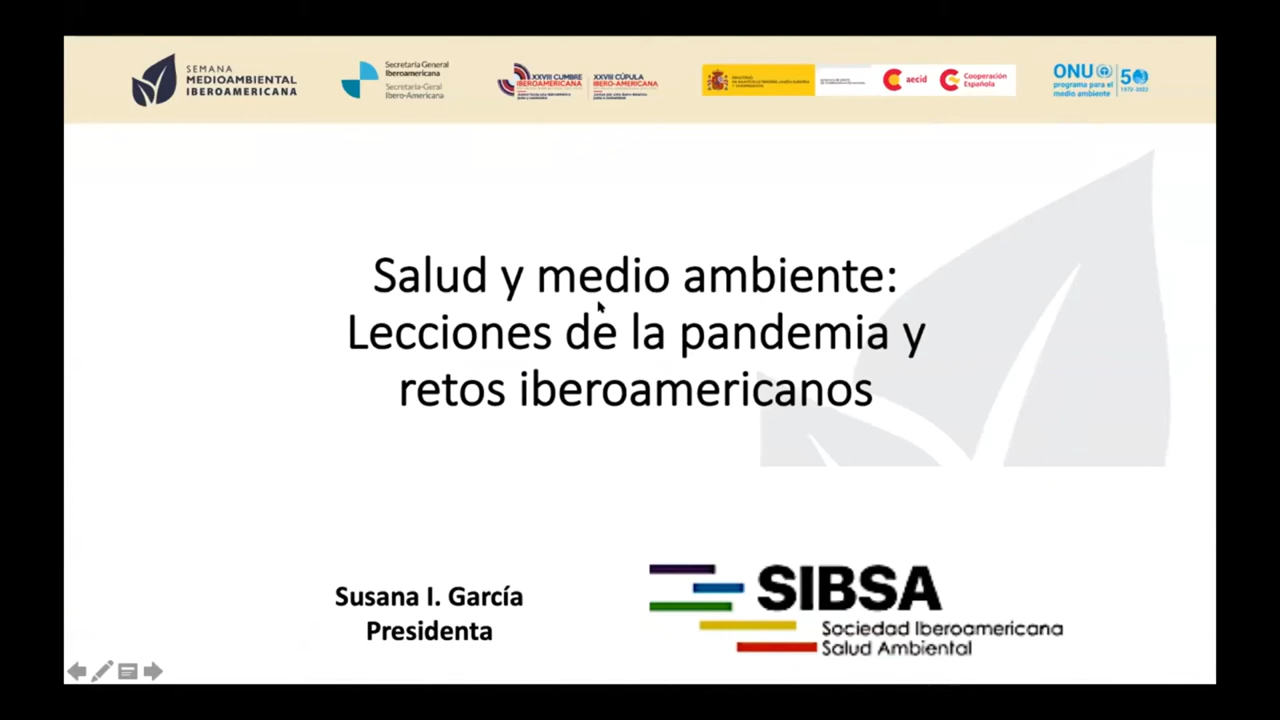 SEMANA
MEDIOAMBIENTAL
IBEROAMERICANA
Secretaría General
Iberoamericana
Secretaria-Geral
Ibero-Americana
XXVIII CUMBRE
IBEROAMERICANA
XXVIII CÚPULA
IBERO-AMERICANA
aecid
Cooperación
Española
ONU
programa para el
medio ambiente
50
1972-2022
Salud y medio ambiente:
Lecciones de la pandemia y
retos iberoamericanos
Susana I. García
Presidenta
SIBSA
Sociedad Iberoamericana
Salud Ambiental